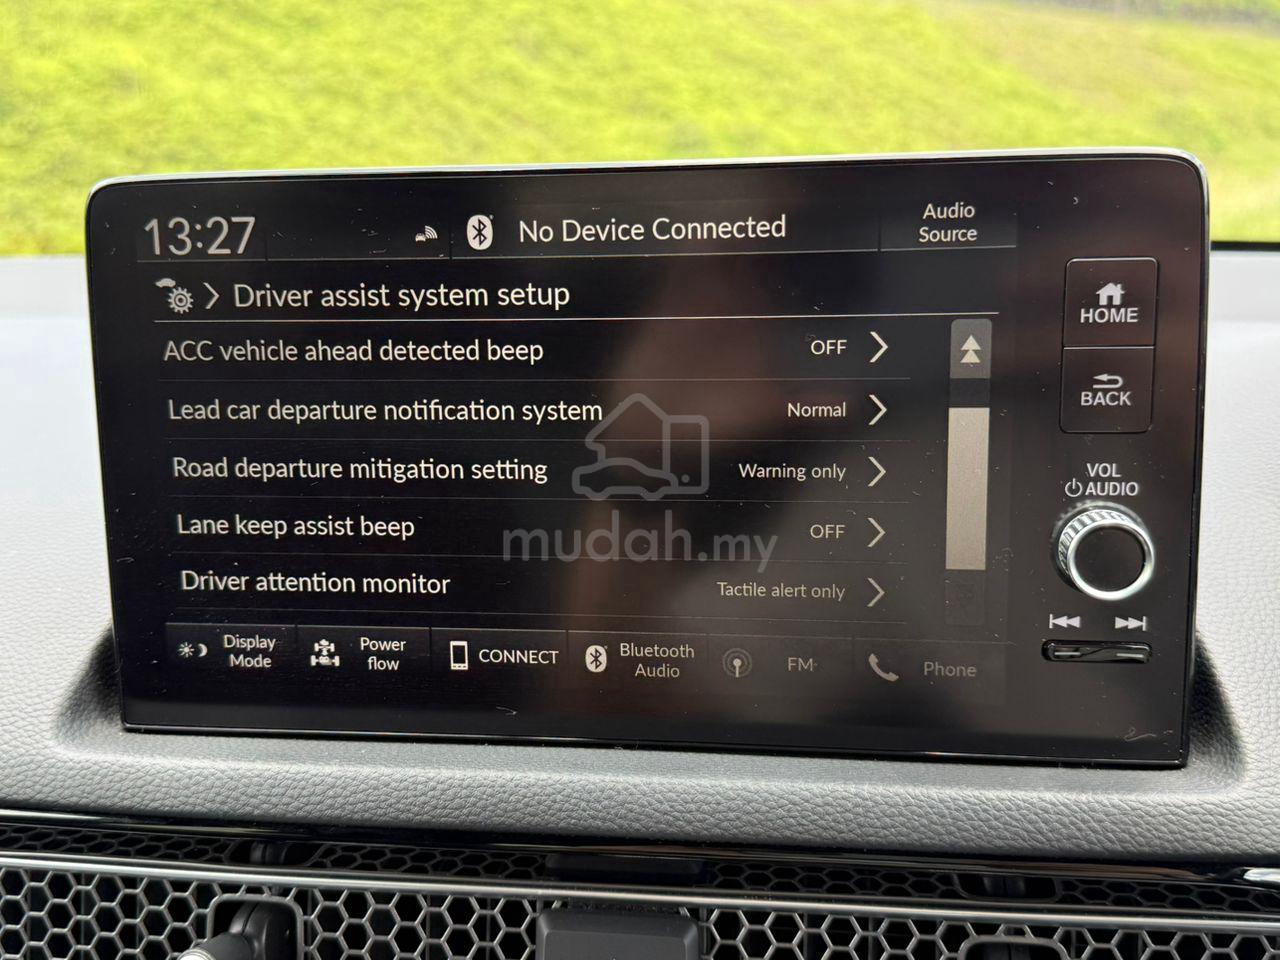 13:27
No Device Connected
Audio
Source
Driver assist system setup
ACC vehicle ahead detected beep OFF
Lead car departure notification system Normal
Road departure mitigation setting Warning only
Lane keep assist beep OFF
Driver attention monitor Tactile alert only
Display
Mode
Power
flow
CONNECT
Bluetooth
Audio
FM
Phone
HOME
BACK
VOL
AUDIO
mudah.my